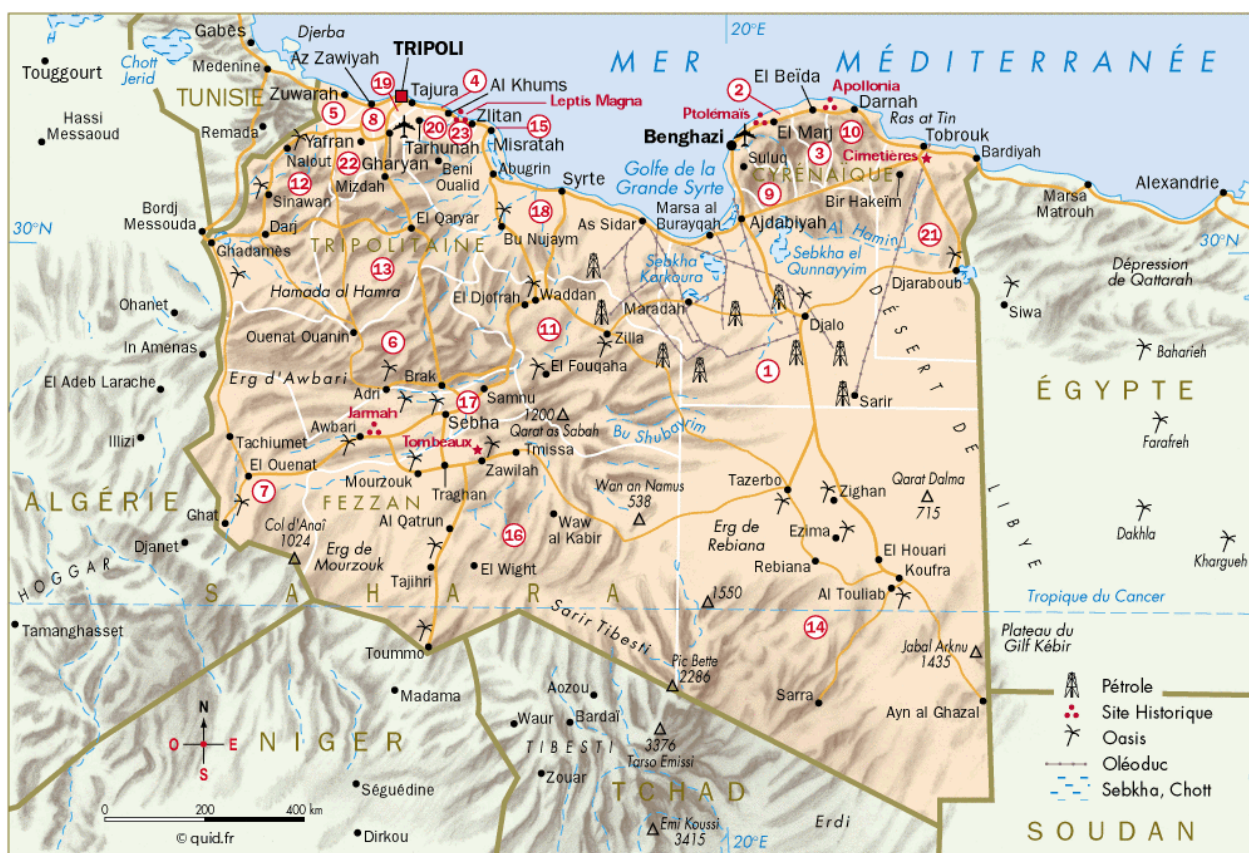 20°E
MER MÉDITERRANÉE
Gabès
Djerba
Chott
Jerid
Touggourt
Medenine
TUNISIE
Hassi
Messaoud
Remada
Az Zawiyah
TRIPOLI
Zuwarah
Tajura
Al Khums
Leptis Magna
Zlitan
Misratah
Yafran
Tarhunah
Nalout
Gharyan
Beni
Oualid
Abugrin
Mizdah
Sinawan
Syrte
19
4
5
8
20
23
15
22
12
18
El Beïda
Apollonia
Ptolémaïs
Darnah
Ras at Tin
Benghazi
El Marj
Tobrouk
Cimetières
Bardiyah
Suluq
CYRÉNAÏQUE
Golfe de la
Grande Syrte
Bir Hakeïm
Marsa
Matrouh
Alexandrie
2
10
3
9
21
Bordj
Messouda
30°N
30°N
Darj
Ghadamès
TRIPOLITAINE
El Qaryar
Bu Nujaym
As Sidar
Marsa al
Burayqah
Ajdabiyah
Al Hamin
Sebkha
Karkoura
Sebkha el
Qunnayyim
Djaraboub
Dépression
de Qattarah
Siwa
13
Hamada al Hamra
Ohanet
El Djofrah
Waddan
Maradah
Djalo
Ouenat Ouanin
11
Zilla
6
In Amenas
Baharieh
El Fouqaha
1
Erg d'Awbari
Brak
El Adeb Larache
Adri
Samnu
Sarir
ÉGYPTE
17
Jarmah
Sebha
1200
Qarat as Sabah
Awbari
Bu Shubayrim
Farafreh
Illizi
Tachiumet
Tombeaux
Tmissa
El Ouenat
Mourzouk
Zawilah
Traghan
Wan an Namus
538
Tazerbo
Zighan
Qarat Dalma
715
7
FEZZAN
ALGÉRIE
Ghat
Col d'Anaï
1024
Al Qatrun
Waw
al Kabir
Ezima
Dakhla
16
Djanet
Erg de
Mourzouk
Erg de
Rebiana
El Houari
Khargueh
HOGGAR
Tajihri
El Wight
Rebiana
Koufra
DÉSERT DE LIBYE
SAHARA
1550
Al Touliab
Tropique du Cancer
Tamanghasset
Sarir Tibesti
14
Plateau du
Gilf Kébir
Toummo
Pic Bette
2286
Jabal Arknu
1435
Madama
Aozou
Sarra
Ayn al Ghazal
Waur
Bardaï
TIBESTI
3376
Tarso Emissi
NIGER
Zouar
TCHAD
Séguédine
Dirkou
Emi Koussi
3415
Erdi
20°E
SOUDAN
Pétrole
Site Historique
Oasis
Oléoduc
Sebkha, Chott
N
O E
S
0 200 400 km
© quid.fr